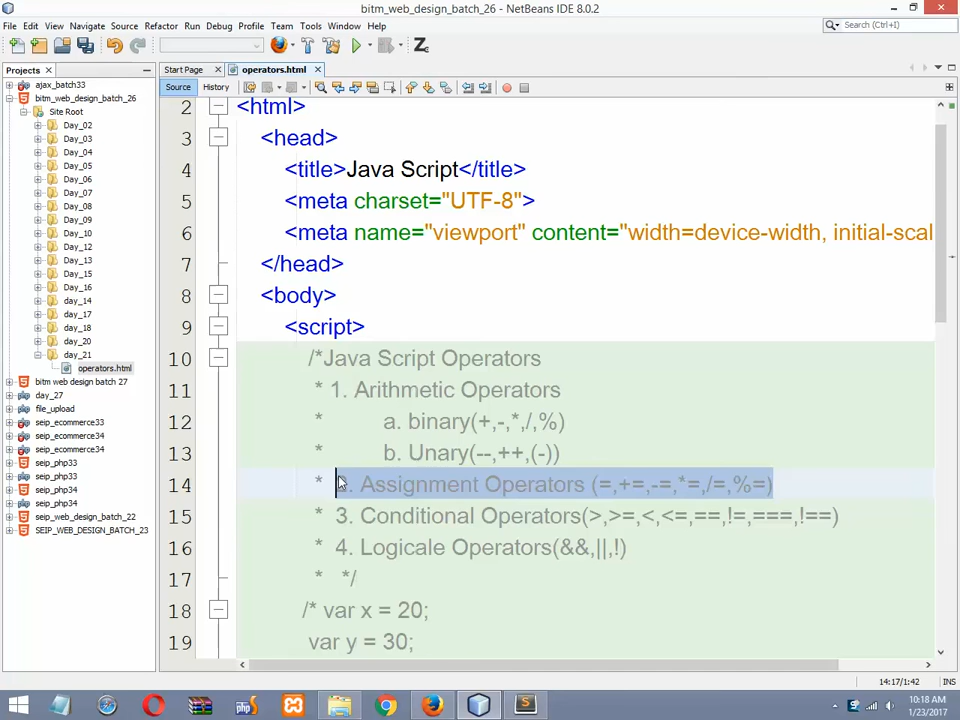 bitm_web_design_batch_26 - NetBeans IDE 8.0.2
File Edit View Navigate Source Refactor Run Debug Profile Team Tools Window Help
Search (Ctrl+I)
Projects
Start Page
operators.html
Source History
ajax_batch33
bitm_web_design_batch_26
Site Root
Day_02
Day_03
Day_04
Day_05
Day_06
Day_07
Day_08
Day_09
Day_10
Day_12
Day_13
Day_15
Day_16
day_14
day_17
day_18
day_20
day_21
operators.html
bitm web design batch 27
day_27
file_upload
seip_ecommerce33
seip_ecommerce34
seip_ecommerce34
seip_php33
seip_php33
seip_php34
seip_php34
seip_web_design_batch_22
SEIP_WEB_DESIGN_BATCH_23
2 <html>
3 <head>
4 <title>Java Script</title>
5 <meta charset="UTF-8">
6 <meta name="viewport" content="width=device-width, initial-scal
7 </head>
8 <body>
9 <script>
10 /*Java Script Operators
11 * 1. Arithmetic Operators
12 * a. binary(+,-,*,/,%)
13 * b. Unary(--,++,(-))
14 * 2. Assignment Operators (=,+=,-=,*=,/=,%=)
15 * 3. Conditional Operators(>,>=,<,<=,==,!=,===,!==)
16 * 4. Logicale Operators(&&,||,!)
17 * */
18 /* var x = 20;
19 var y = 30;
14:17/1:42 INS
10:18 AM
1/23/2017